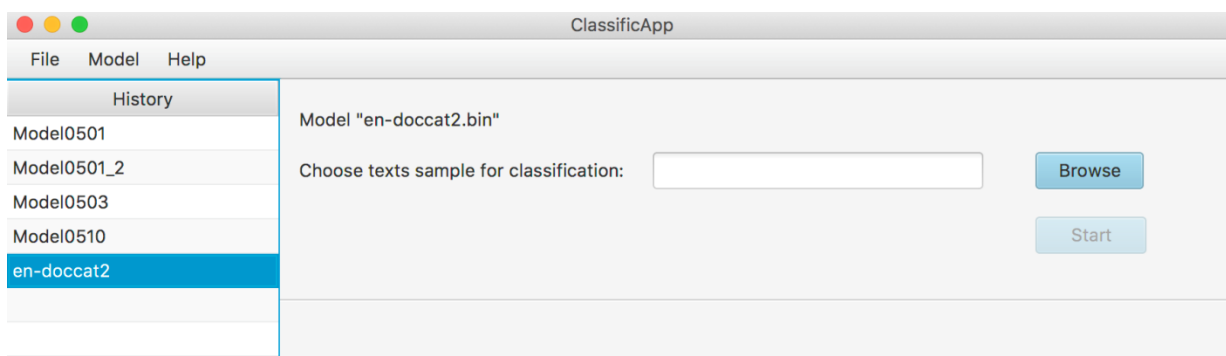 ClassificApp
File Model Help
History
Model0501
Model0501_2
Model0503
Model0510
en-doccat2
Model "en-doccat2.bin"
Choose texts sample for classification:
Browse
Start